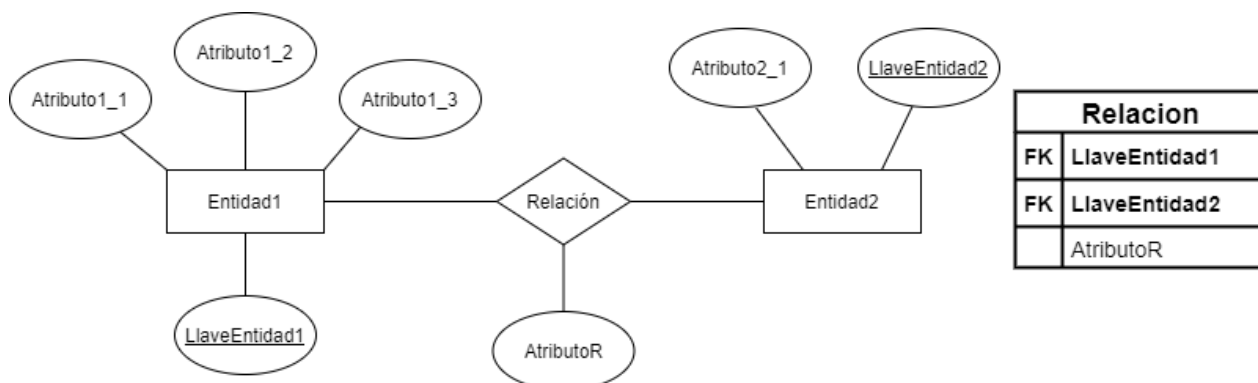 Atributo1_2
Atributo1_1
Atributo1_3
Entidad1
LlaveEntidad1
Relación
AtributoR
Atributo2_1
LlaveEntidad2
Entidad2
Relacion
FK LlaveEntidad1
FK LlaveEntidad2
AtributoR